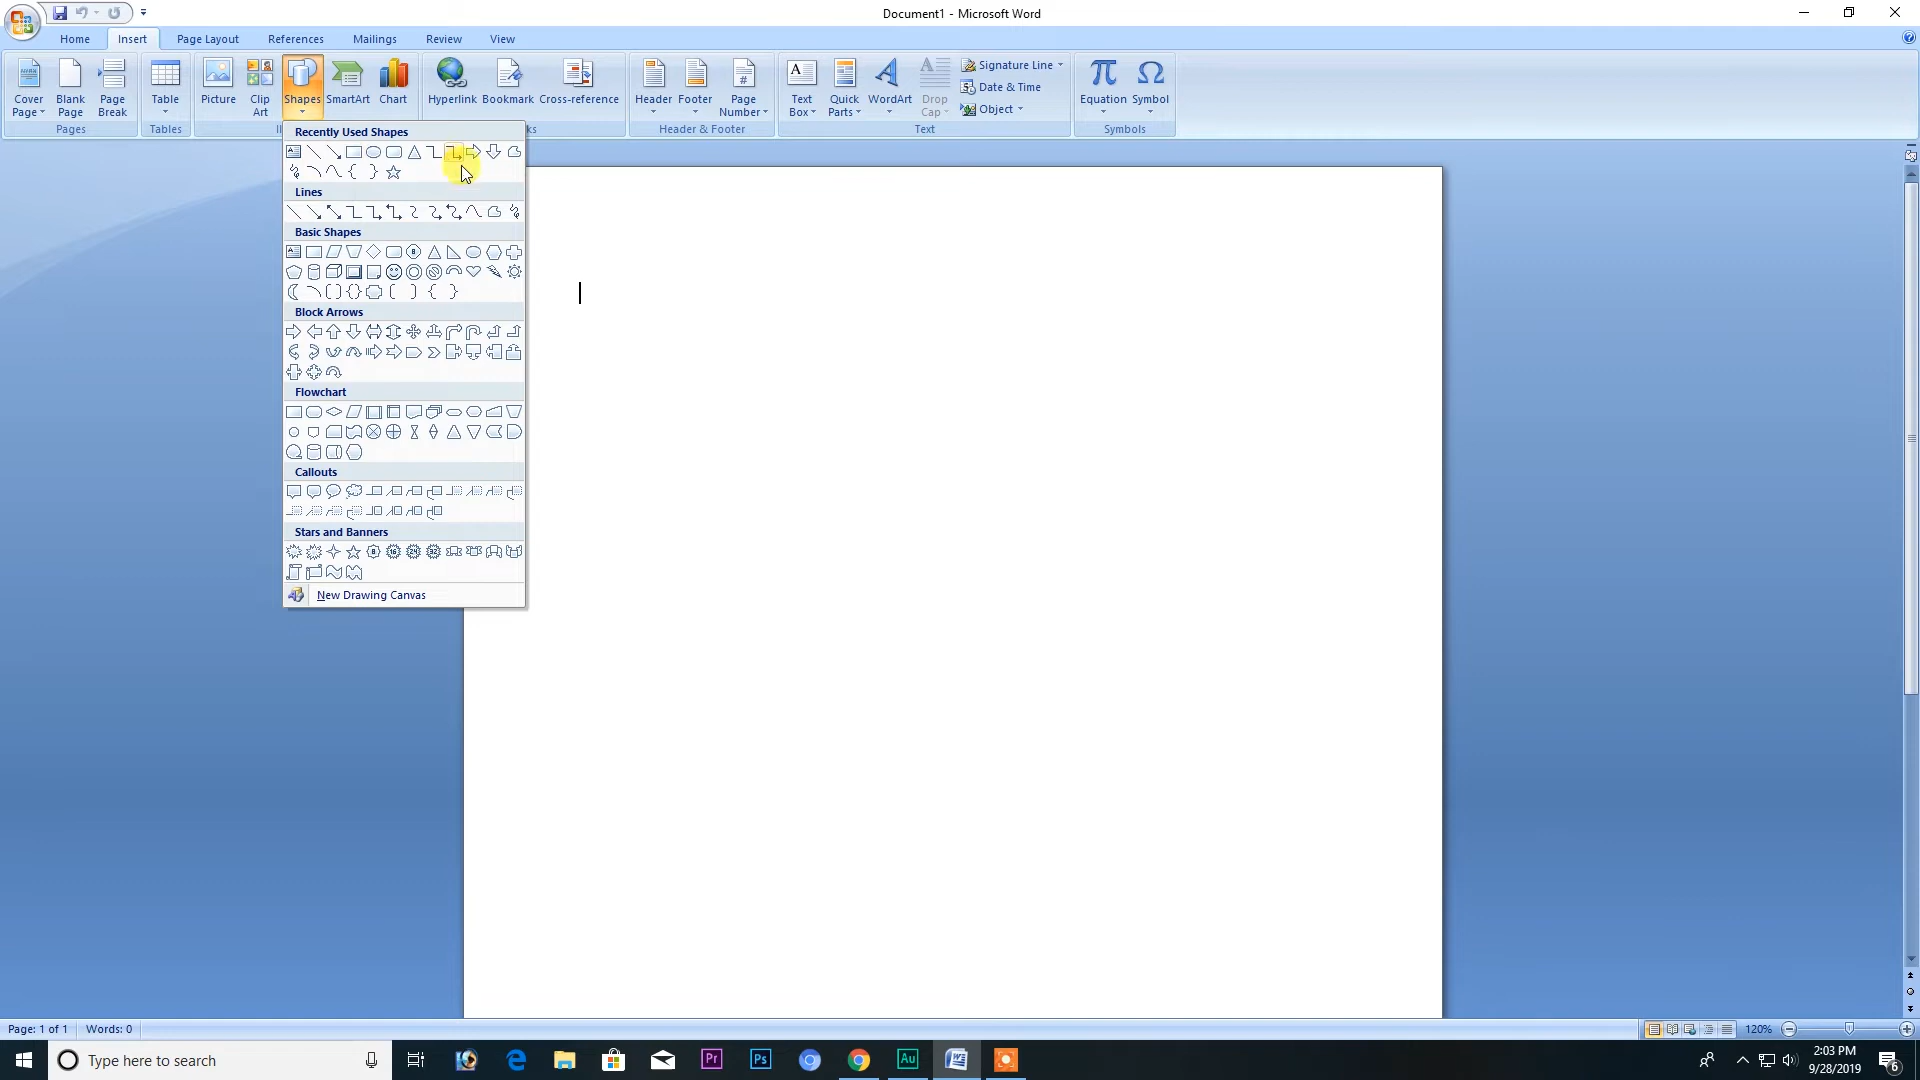 Document1 - Microsoft Word
Home Insert Page Layout References Mailings Review View
Cover Page Blank Page Page Break Table Picture Clip Art Shapes SmartArt Chart Hyperlink Bookmark Cross-reference Header Footer Page Number Text Box Quick Parts WordArt Drop Cap Signature Line Date & Time Object Equation Symbol
Pages Tables Header & Footer Text Symbols
Recently Used Shapes
Lines
Basic Shapes
Block Arrows
Flowchart
Callouts
Stars and Banners
New Drawing Canvas
Page: 1 of 1 Words: 0 120%
Type here to search Pr Ps Au 2:03 PM
9/28/2019 6